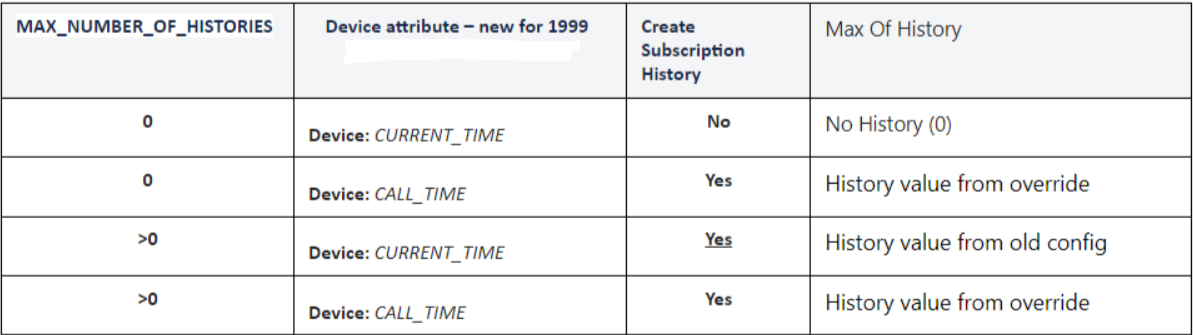 MAX_NUMBER_OF_HISTORIES
Device attribute – new for 1999
Create
Subscription
History
Max Of History
0
Device: CURRENT_TIME
No
No History (0)
0
Device: CALL_TIME
Yes
History value from override
>0
Device: CURRENT_TIME
Yes
History value from old config
>0
Device: CALL_TIME
Yes
History value from override